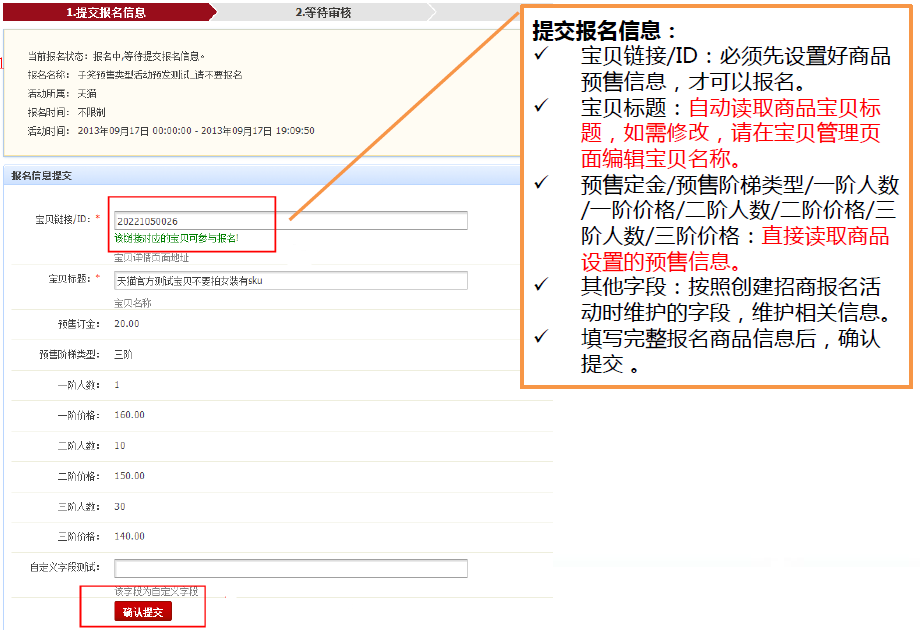 1.提交报名信息
2.等待审核
当前报名状态：报名中,等待提交报名信息。
报名名称：子奖预售类型活动预发测试_请不要报名
活动所属：天猫
报名时间：不限制
活动时间：2013年09月17日 00:00:00 - 2013年09月17日 19:09:50
报名信息提交
宝贝链接/ID：*
20221050026
该链接对应的宝贝可参与报名!
宝贝详情页面地址
宝贝标题：*
天猫官方测试宝贝不要拍女装有sku
宝贝名称
预售订金：20.00
预售阶梯类型：三阶
一阶人数：1
一阶价格：160.00
二阶人数：10
二阶价格：150.00
三阶人数：30
三阶价格：140.00
自定义字段测试：
该字段为自定义字段
确认提交
提交报名信息：
✓ 宝贝链接/ID：必须先设置好商品
预售信息，才可以报名。
✓ 宝贝标题：自动读取商品宝贝标
题，如需修改，请在宝贝管理页
面编辑宝贝名称。
✓ 预售定金/预售阶梯类型/一阶人数
/一阶价格/二阶人数/二阶价格/三
阶人数/三阶价格：直接读取商品
设置的预售信息。
✓ 其他字段：按照创建招商报名活
动时维护的字段，维护相关信息。
✓ 填写完整报名商品信息后，确认
提交 。